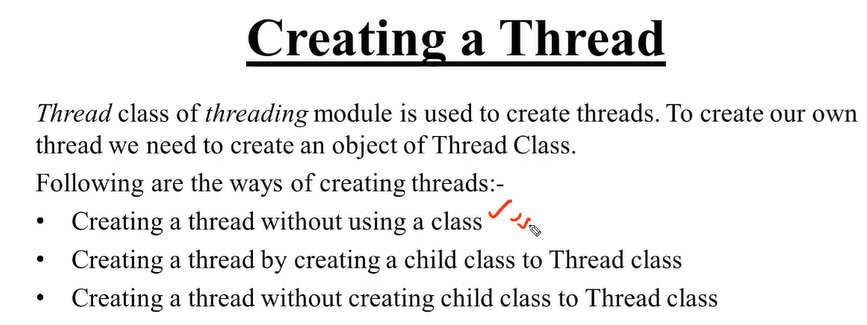 Creating a Thread
Thread class of threading module is used to create threads. To create our own
thread we need to create an object of Thread Class.
Following are the ways of creating threads:-
• Creating a thread without using a class
• Creating a thread by creating a child class to Thread class
• Creating a thread without creating child class to Thread class